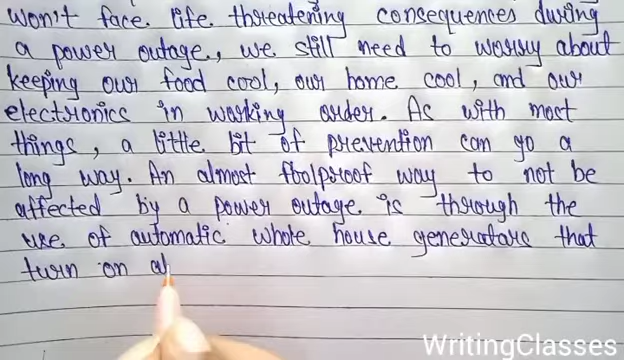 won't face life threatening consequences during
a power outage, we still need to worry about
keeping our food cool, our home cool, and our
electronics in working order. As with most
things, a little bit of prevention can go a
long way. An almost foolproof way to not be
affected by a power outage is through the
use of automatic whole house generators that
turn on al
WritingClasses